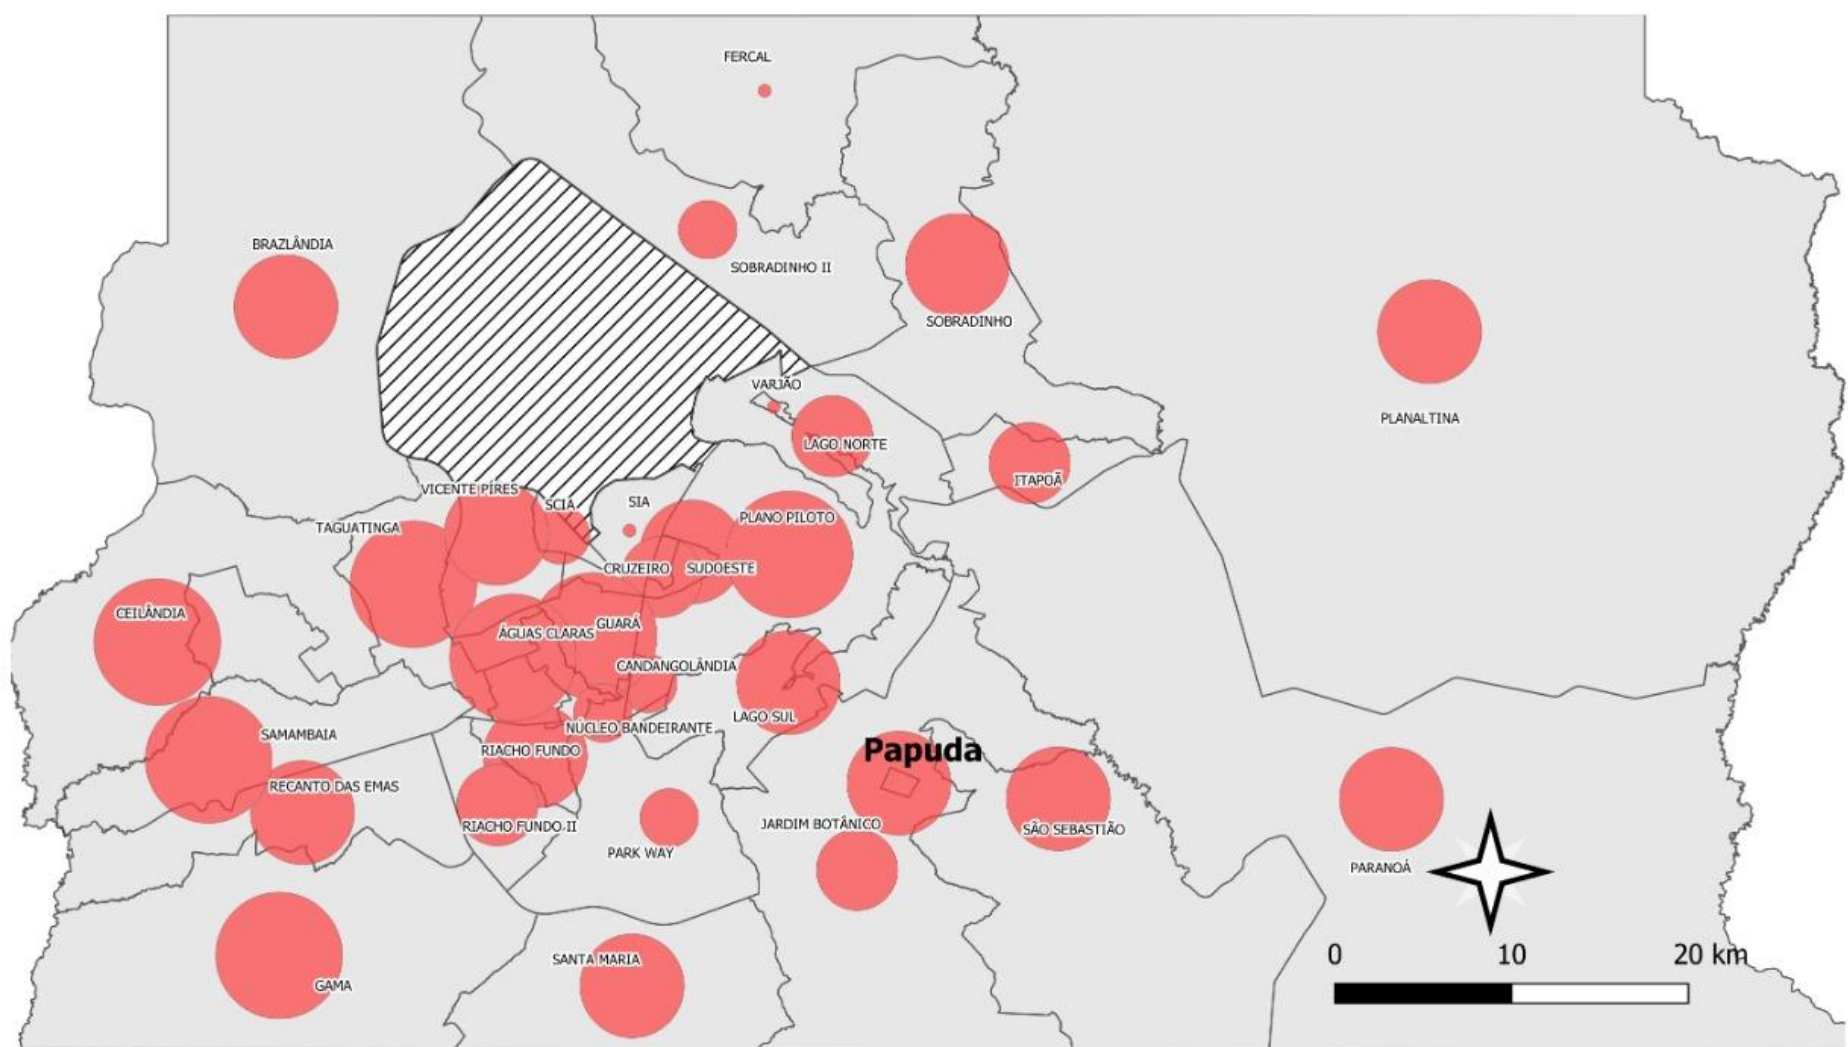 FERCAL
BRAZLÂNDIA
SOBRADINHO II
SOBRADINHO
VARJÃO
PLANALTINA
LAGO NORTE
ITAPOÃ
VICENTE PIRES
SCIA
SIA
TAGUATINGA
PLANO PILOTO
CRUZEIRO
SUDOESTE
CEILÂNDIA
ÁGUAS CLARAS
GUARÁ
CANDANGOLÂNDIA
LAGO SUL
NÚCLEO BANDEIRANTE
SAMAMBAIA
RIACHO FUNDO
Papuda
RECANTO DAS EMAS
RIACHO FUNDO II
JARDIM BOTÂNICO
SÃO SEBASTIÃO
PARK WAY
PARANOÁ
SANTA MARIA
GAMA
0 10 20 km